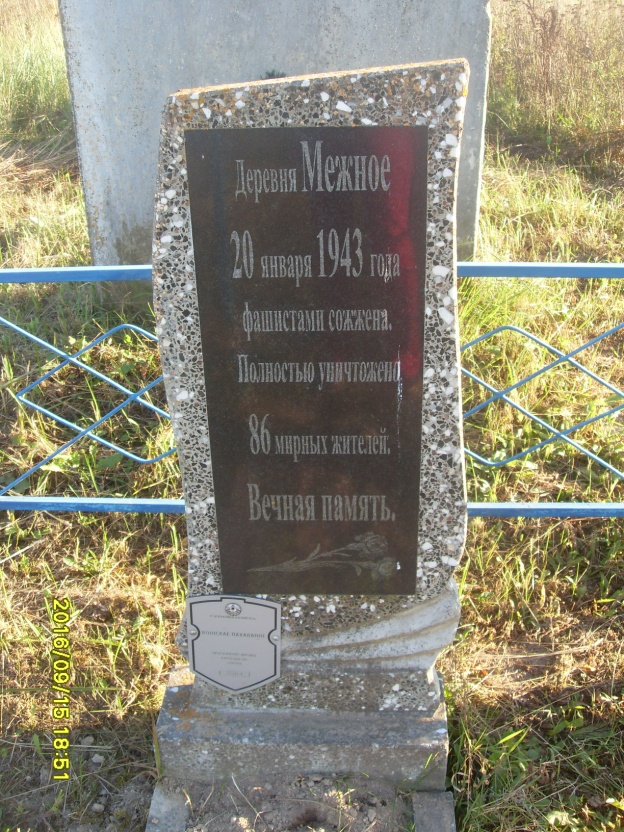 Деревня Межное
20 января 1943 года
фашистами сожжена.
Полностью уничтожено
86 мирных жителей.
Вечная память.
2016/09/15 18:51